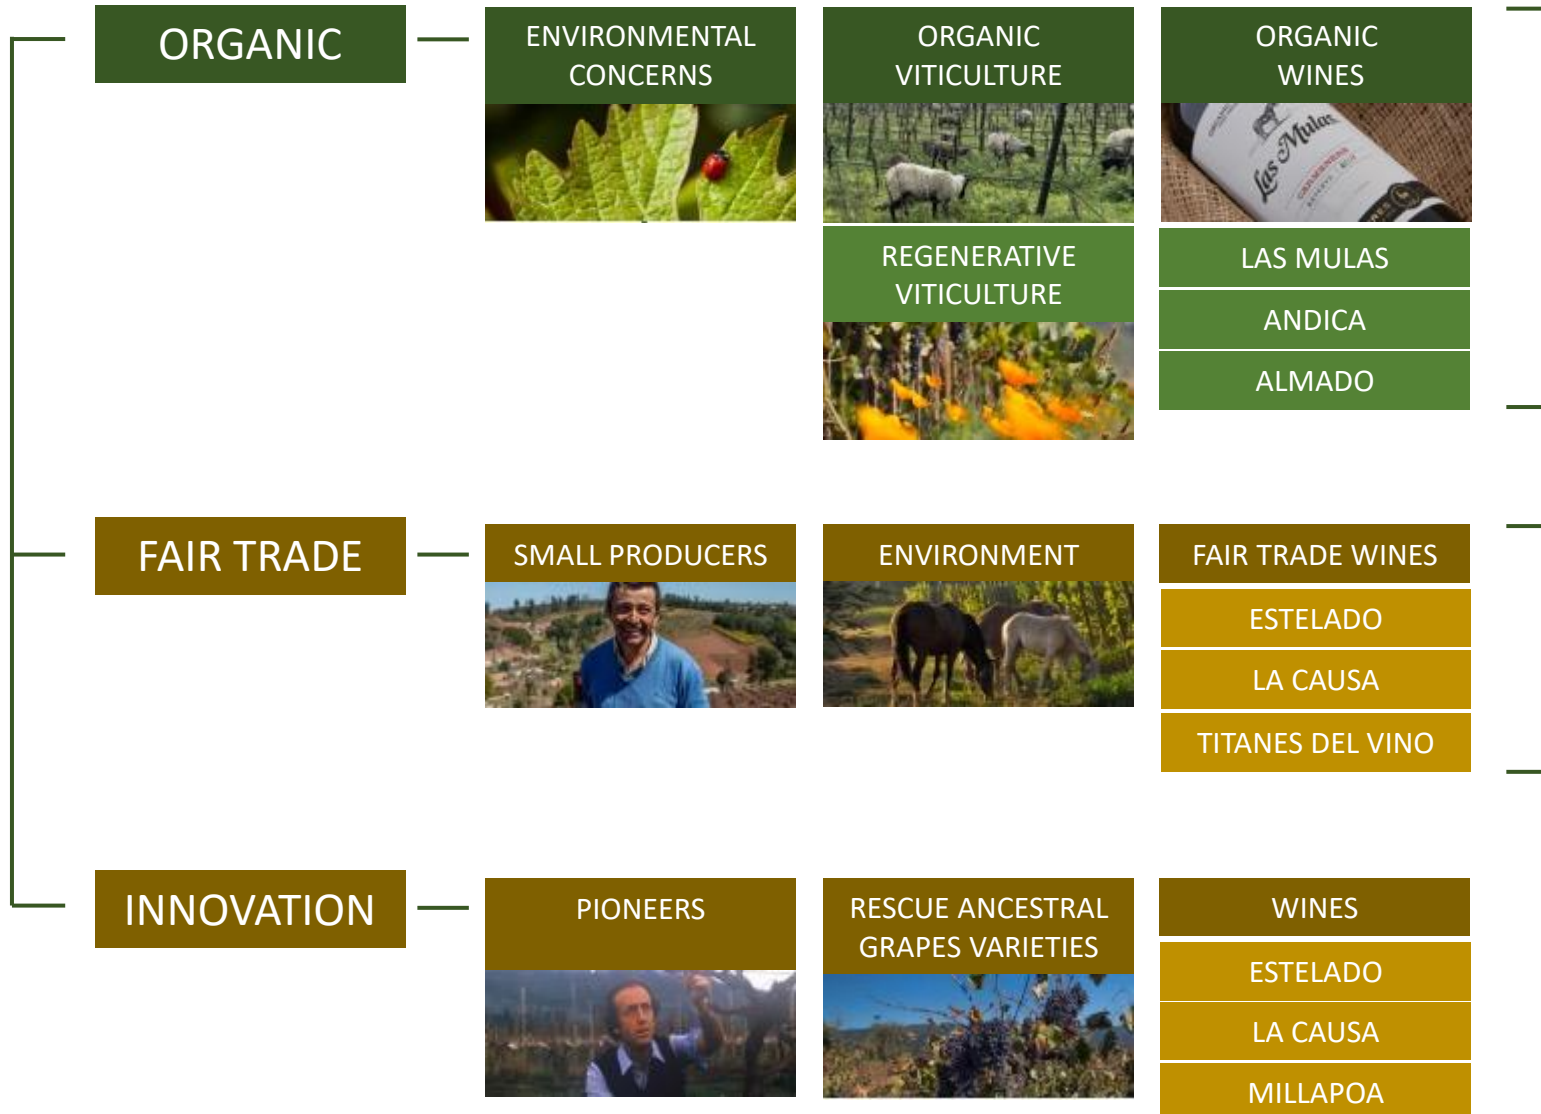 ORGANIC
ENVIRONMENTAL
CONCERNS
ORGANIC
VITICULTURE
ORGANIC
WINES
Las Mulas
REGENERATIVE
VITICULTURE
LAS MULAS
ANDICA
ALMADO
FAIR TRADE
SMALL PRODUCERS
ENVIRONMENT
FAIR TRADE WINES
ESTELADO
LA CAUSA
TITANES DEL VINO
INNOVATION
PIONEERS
RESCUE ANCESTRAL
GRAPES VARIETIES
WINES
ESTELADO
LA CAUSA
MILLAPOA